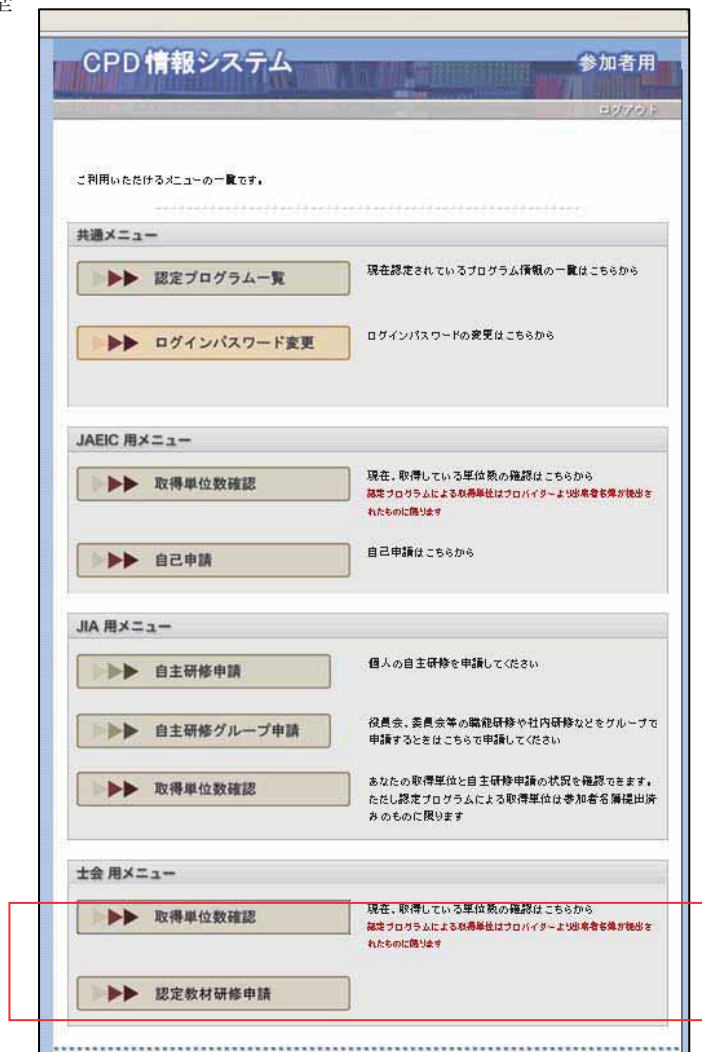 CPD情報システム
参加者用
ログアウト
ご利用いただけるメニューの一覧です。
共通メニュー
認定プログラム一覧
現在認定されているプログラム情報の一覧はこちらから
ログインパスワード変更
ログインパスワードの変更はこちらから
JAEIC 用メニュー
取得単位数確認
現在、取得している単位数の確認はこちらから
認定プログラムによる取得単位はプロバイダーより出席者名簿が提出さ
れたものに限ります
自己申請
自己申請はこちらから
JIA 用メニュー
自主研修申請
個人の自主研修を申請してください
自主研修グループ申請
役員会、委員会等の職能研修や社内研修などをグループで
申請するときはこちらで申請してください
取得単位数確認
あなたの取得単位と自主研修申請の状況を確認できます。
ただし認定プログラムによる取得単位は参加者名簿提出済
みのものに限ります
士会 用メニュー
取得単位数確認
現在、取得している単位数の確認はこちらから
認定プログラムによる取得単位はプロバイダーより出席者名簿が提出さ
れたものに限ります
認定教材研修申請